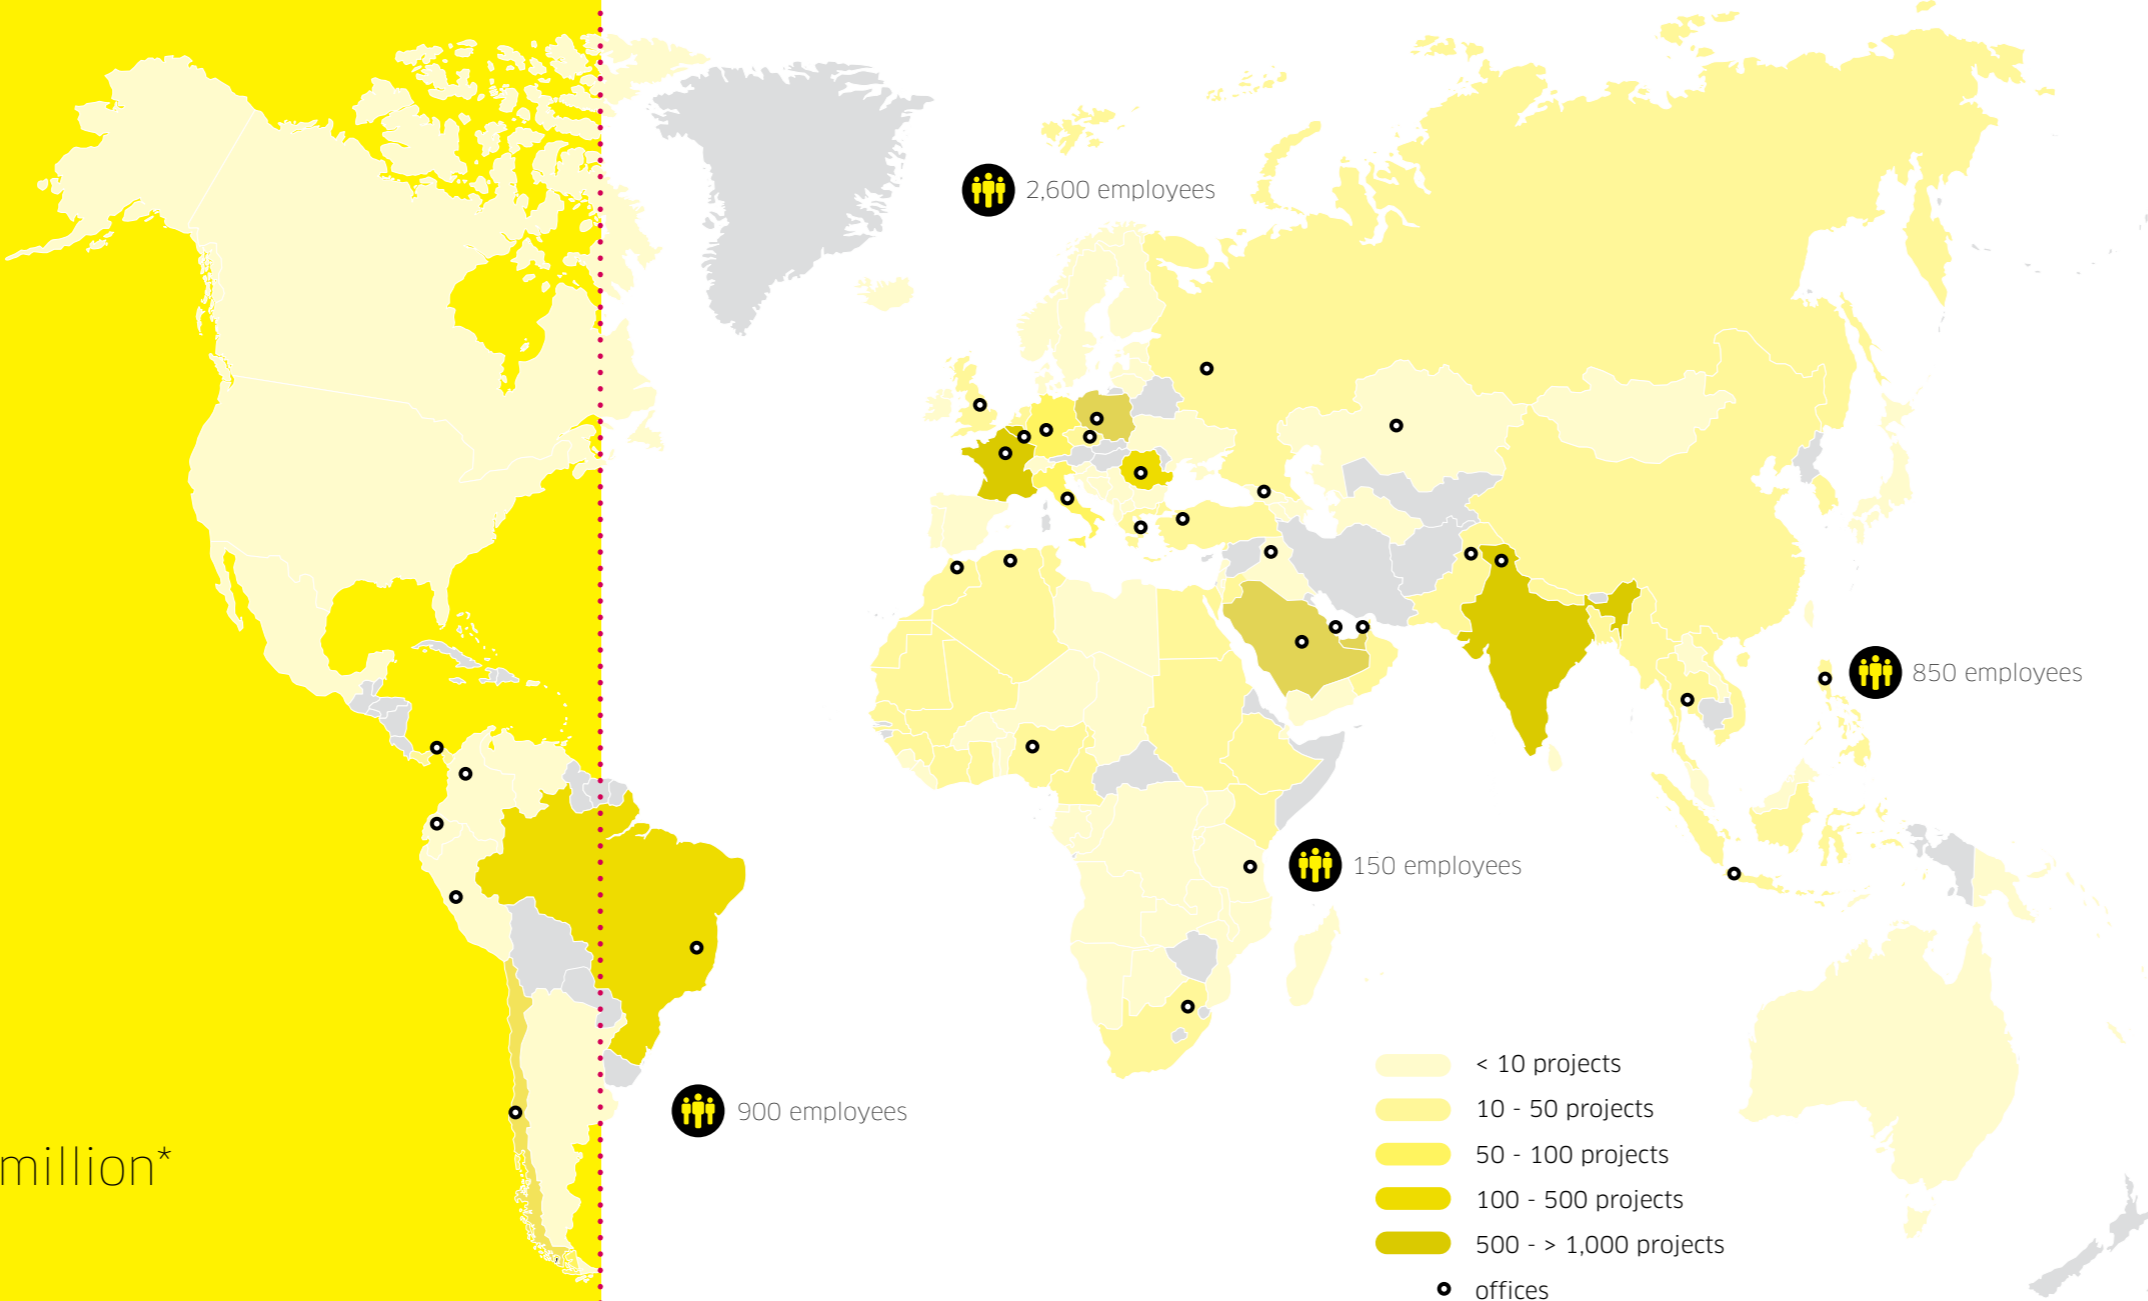 2,600 employees
850 employees
150 employees
900 employees
million*
< 10 projects
10 - 50 projects
50 - 100 projects
100 - 500 projects
500 - > 1,000 projects
offices